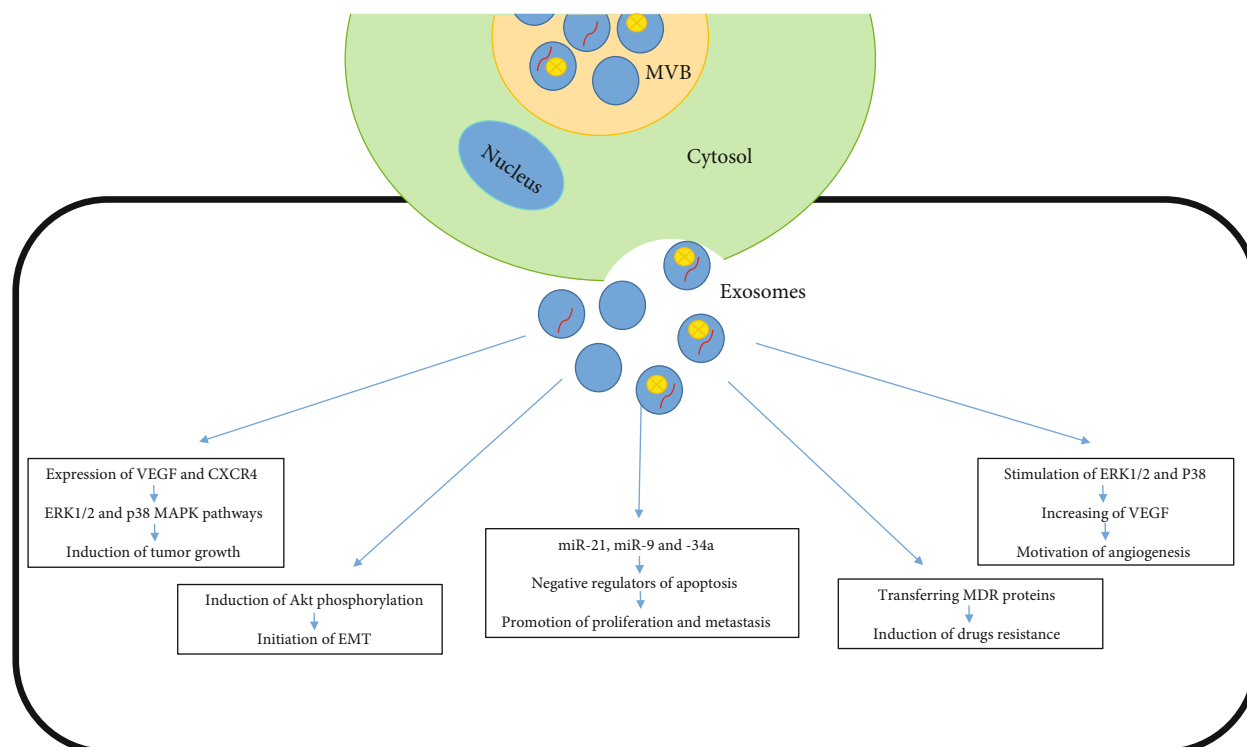 MVB
Nucleus
Cytosol
Exosomes
Expression of VEGF and CXCR4
ERK1/2 and p38 MAPK pathways
Induction of tumor growth
Induction of Akt phosphorylation
Initiation of EMT
miR-21, miR-9 and -34a
Negative regulators of apoptosis
Promotion of proliferation and metastasis
Transferring MDR proteins
Induction of drugs resistance
Stimulation of ERK1/2 and P38
Increasing of VEGF
Motivation of angiogenesis